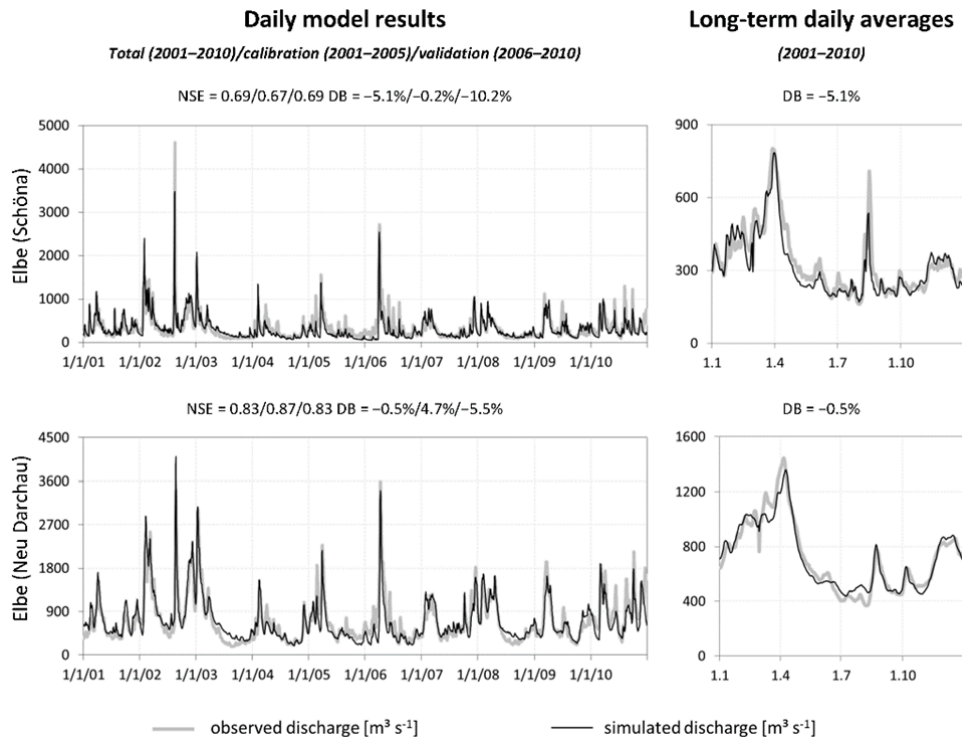 Daily model results
Long-term daily averages
Total (2001–2010)/calibration (2001–2005)/validation (2006–2010)
(2001–2010)
NSE = 0.69/0.67/0.69 DB = −5.1%/−0.2%/−10.2%
DB = −5.1%
Elbe (Schöna)
5000
4000
3000
2000
1000
0
1/1/01 1/1/02 1/1/03 1/1/04 1/1/05 1/1/06 1/1/07 1/1/08 1/1/09 1/1/10
900
600
300
0
1.1 1.4 1.7 1.10
NSE = 0.83/0.87/0.83 DB = −0.5%/4.7%/−5.5%
DB = −0.5%
Elbe (Neu Darchau)
4500
3600
2700
1800
900
0
1/1/01 1/1/02 1/1/03 1/1/04 1/1/05 1/1/06 1/1/07 1/1/08 1/1/09 1/1/10
1600
1200
800
400
0
1.1 1.4 1.7 1.10
observed discharge [m³ s⁻¹]
simulated discharge [m³ s⁻¹]